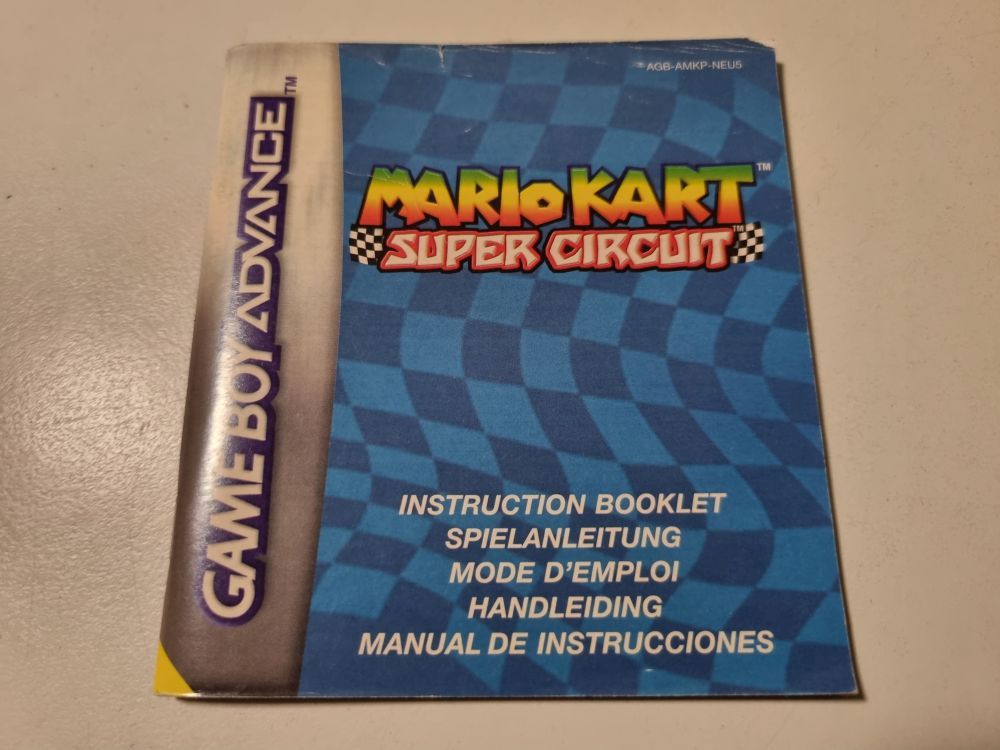 AGB-AMKP-NEU5
GAME BOY ADVANCE™
MARIO KART™
SUPER CIRCUIT™
INSTRUCTION BOOKLET
SPIELANLEITUNG
MODE D'EMPLOI
HANDLEIDING
MANUAL DE INSTRUCCIONES